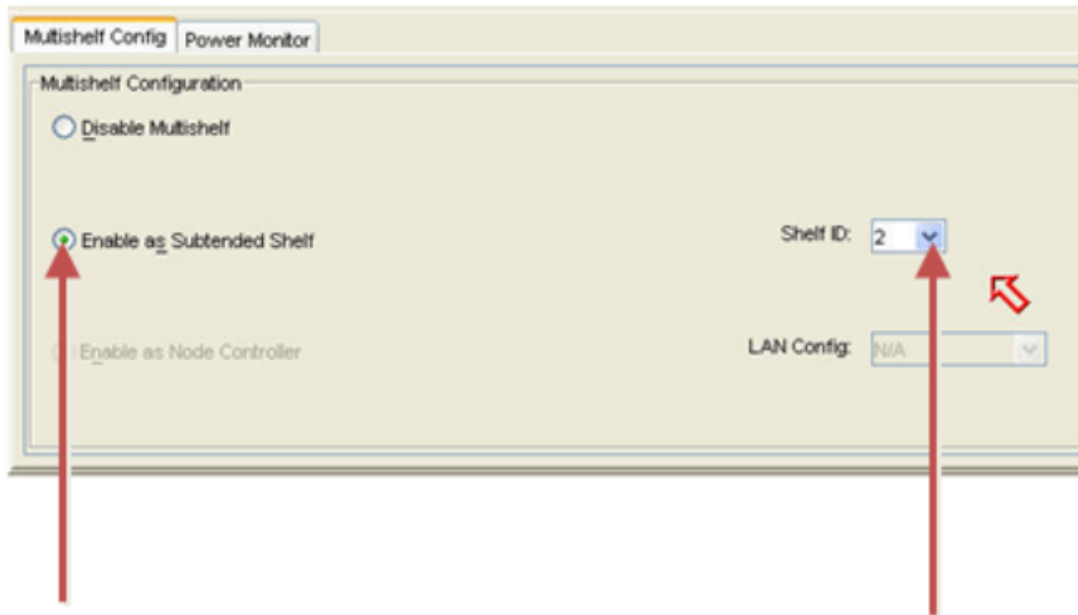 Multishelf Config Power Monitor
Multishelf Configuration
Disable Multishelf
Enable as Subtended Shelf Shelf ID: 2
Enable as Node Controller LAN Config: N/A